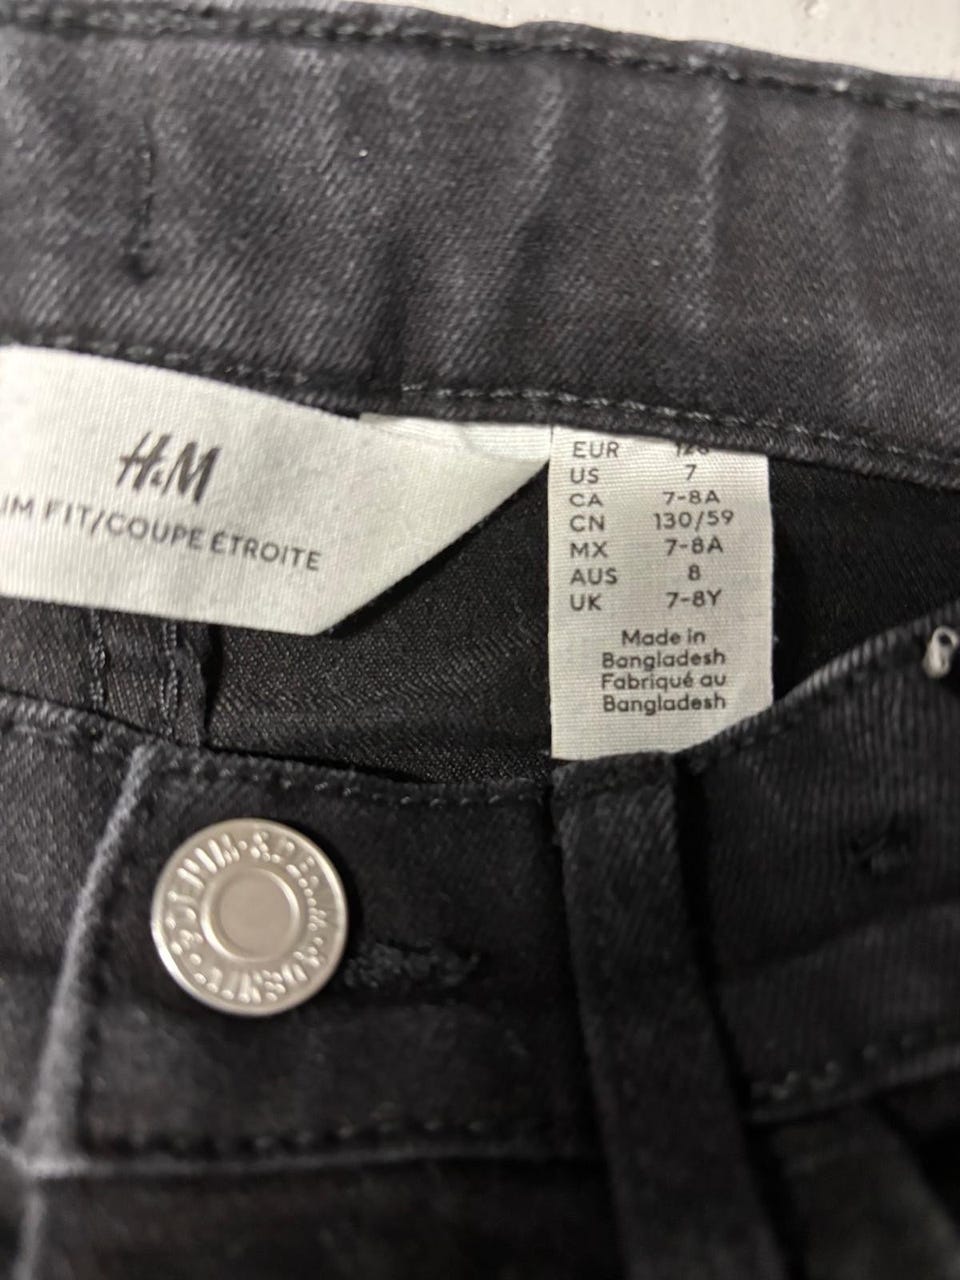 H&M
FIT/COUPE ÉTROITE
EUR
US 7
CA 7-8A
CN 130/59
MX 7-8A
AUS 8
UK 7-8Y
Made in
Bangladesh
Fabriqué au
Bangladesh
DENIM